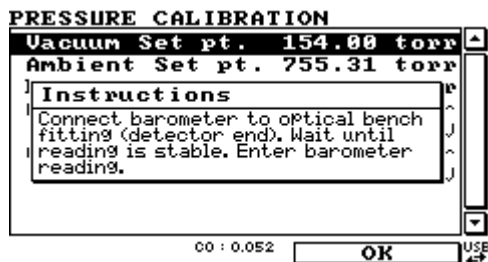 PRESSURE CALIBRATION
Vacuum Set pt. 154.00 torr
Ambient Set pt. 755.31 torr
Instructions
Connect barometer to optical bench
fitting (detector end). Wait until
reading is stable. Enter barometer
reading.
CO : 0.052
OK
USB